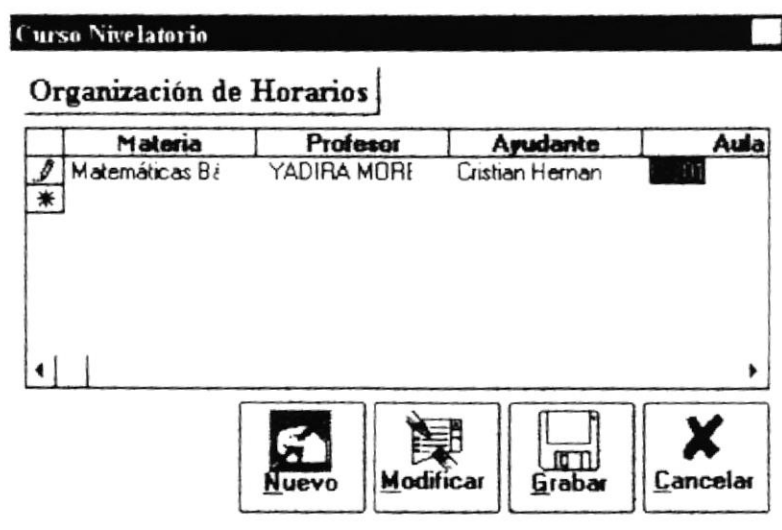 Curso Nivelatorio
Organización de Horarios
Materia Profesor Ayudante Aula
Matemáticas Bá YADIRA MORE Cristian Hernan
Nuevo Modificar Grabar Cancelar